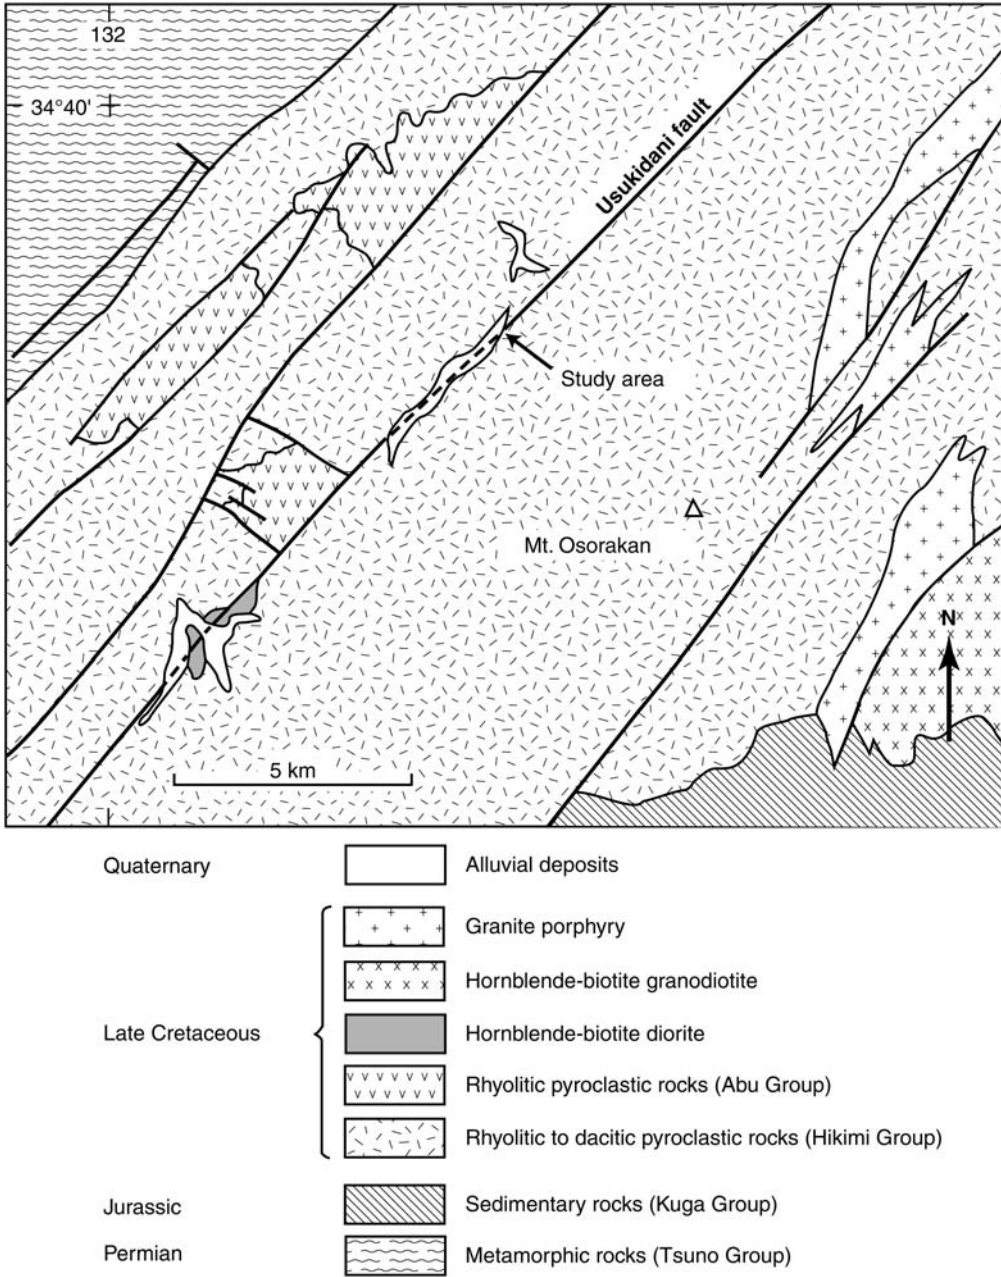 132
34°40'
Usukidani fault
Study area
Mt. Osorakan
N
5 km
Quaternary
Alluvial deposits
Granite porphyry
Hornblende-biotite granodiotite
Late Cretaceous
Hornblende-biotite diorite
Rhyolitic pyroclastic rocks (Abu Group)
Rhyolitic to dacitic pyroclastic rocks (Hikimi Group)
Jurassic
Sedimentary rocks (Kuga Group)
Permian
Metamorphic rocks (Tsuno Group)